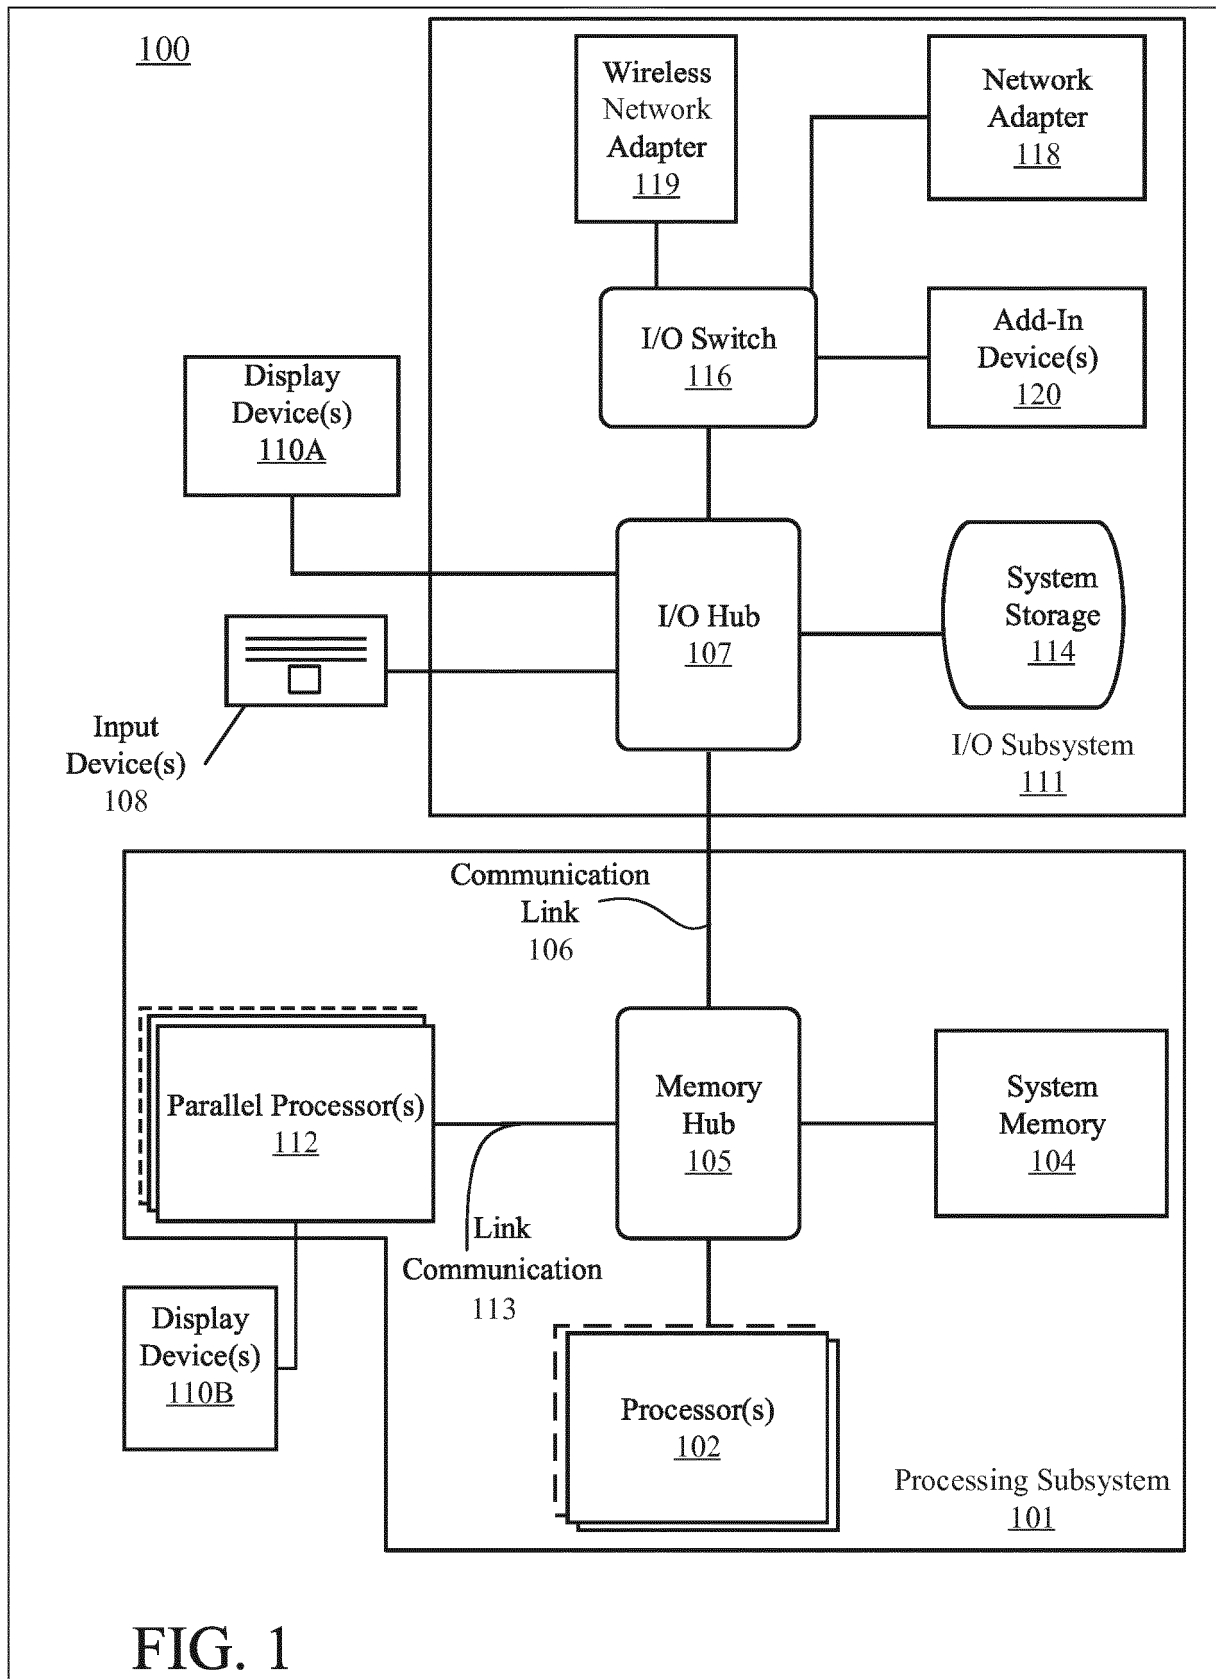 100
Wireless
Network
Adapter
119
Network
Adapter
118
I/O Switch
116
Add-In
Device(s)
120
Display
Device(s)
110A
I/O Hub
107
System
Storage
114
Input
Device(s)
108
I/O Subsystem
111
Communication
Link
106
Parallel Processor(s)
112
Memory
Hub
105
System
Memory
104
Link
Communication
113
Display
Device(s)
110B
Processor(s)
102
Processing Subsystem
101
FIG. 1